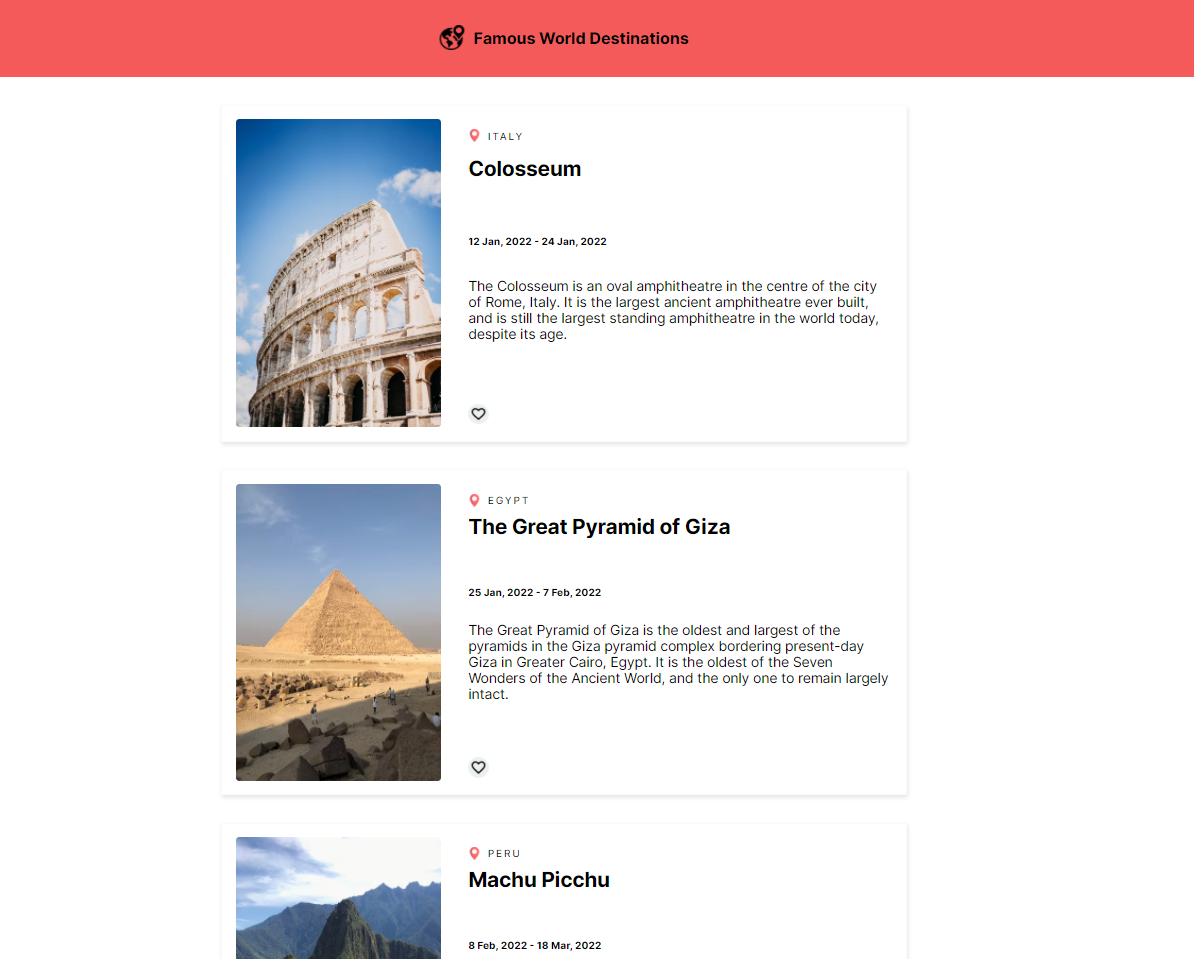 Famous World Destinations
ITALY
Colosseum
12 Jan, 2022 - 24 Jan, 2022
The Colosseum is an oval amphitheatre in the centre of the city
of Rome, Italy. It is the largest ancient amphitheatre ever built,
and is still the largest standing amphitheatre in the world today,
despite its age.
EGYPT
The Great Pyramid of Giza
25 Jan, 2022 - 7 Feb, 2022
The Great Pyramid of Giza is the oldest and largest of the
pyramids in the Giza pyramid complex bordering present-day
Giza in Greater Cairo, Egypt. It is the oldest of the Seven
Wonders of the Ancient World, and the only one to remain largely
intact.
PERU
Machu Picchu
8 Feb, 2022 - 18 Mar, 2022